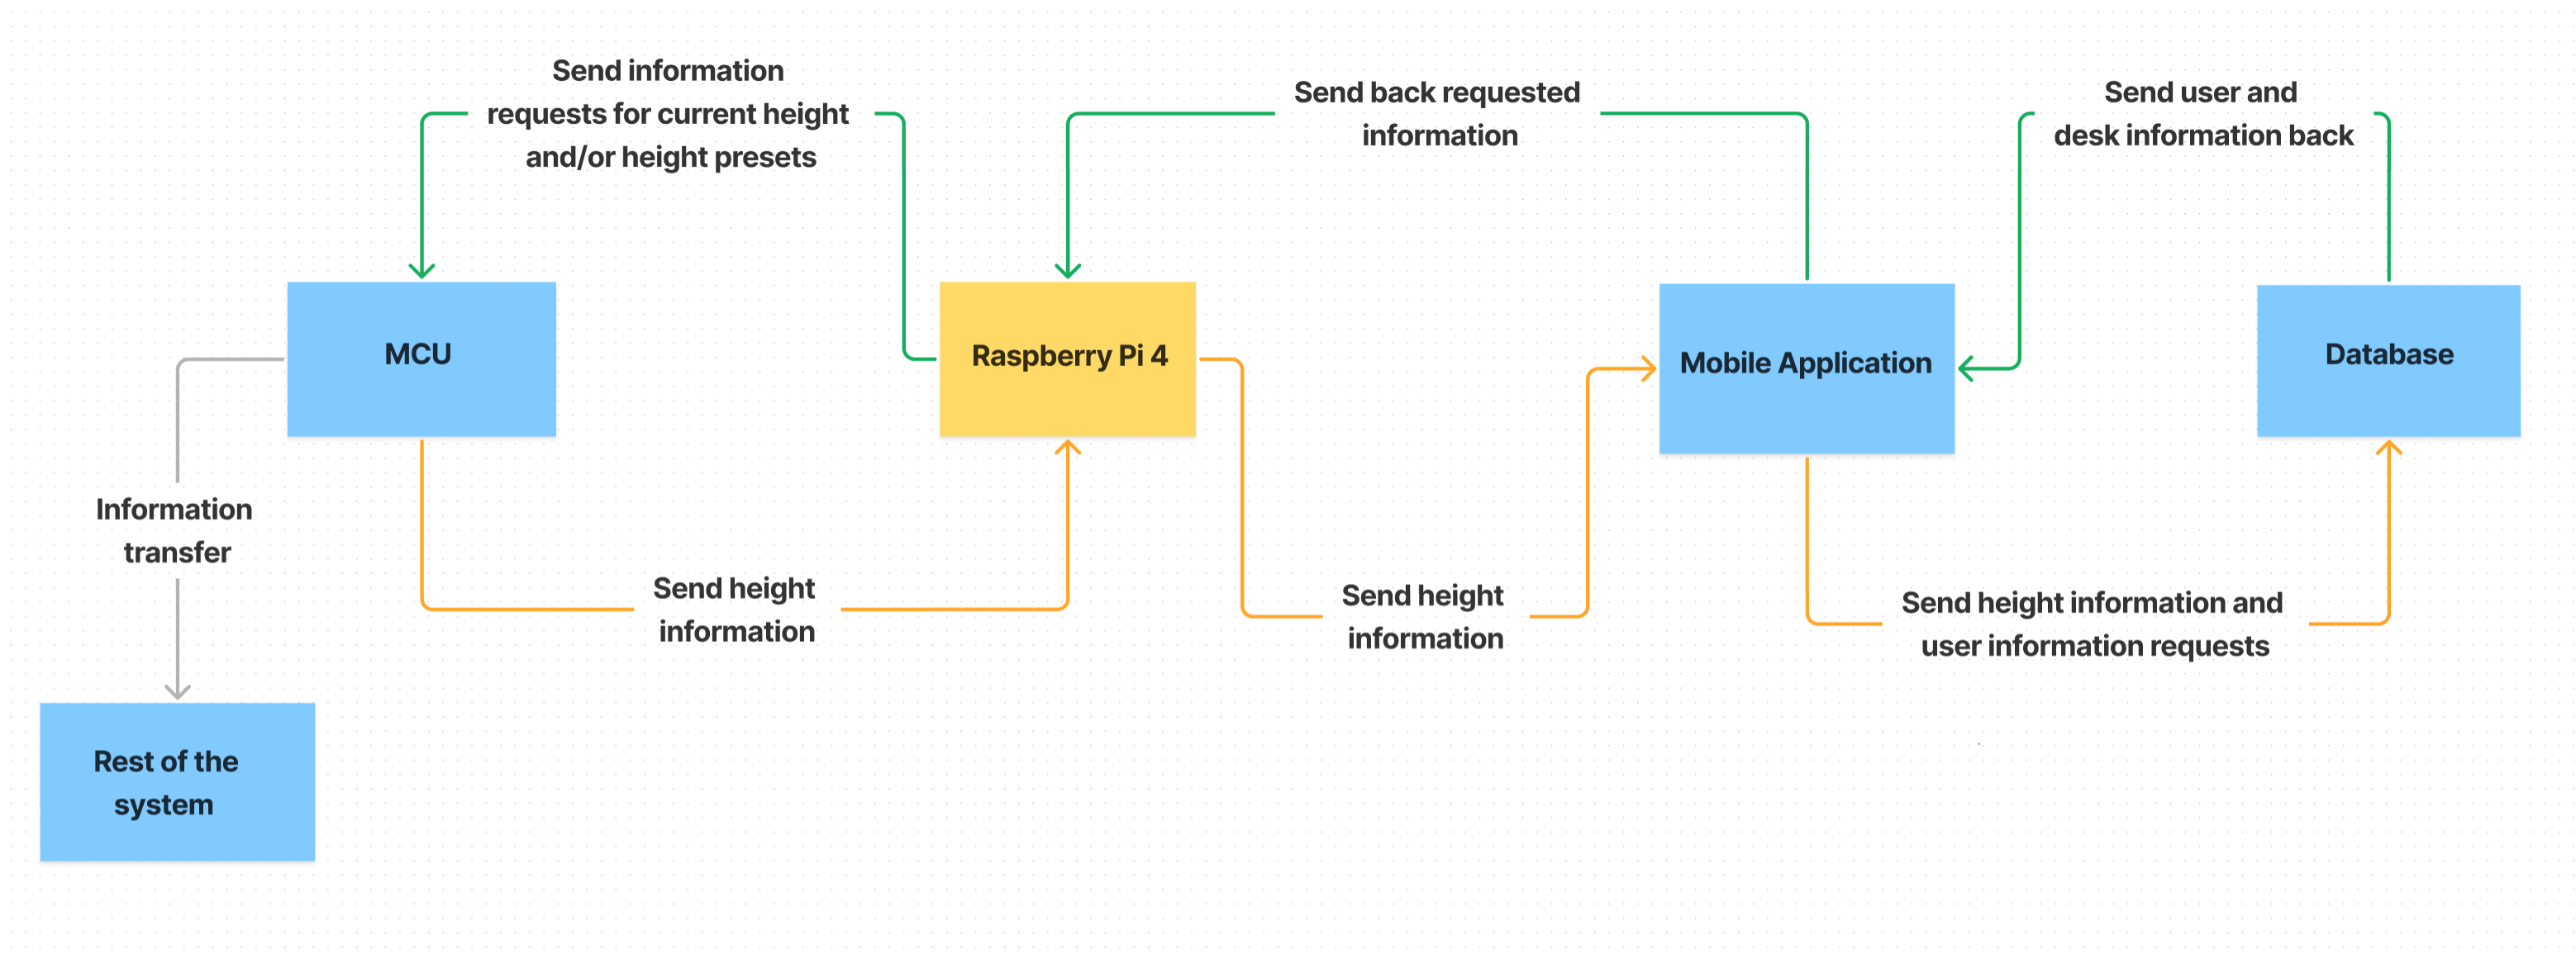 Send information
requests for current height
and/or height presets
Send back requested
information
Send user and
desk information back
MCU
Raspberry Pi 4
Mobile Application
Database
Information
transfer
Send height
information
Send height
information
Send height information and
user information requests
Rest of the
system